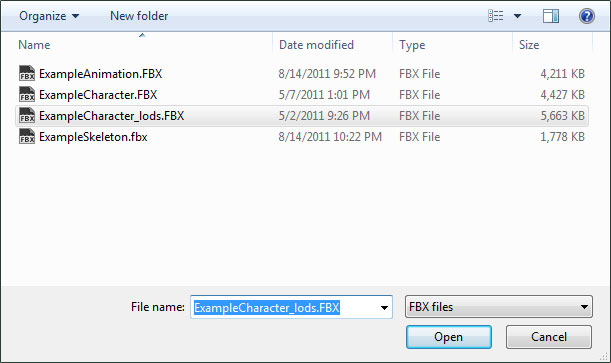 Organize New folder
Name Date modified Type Size
FBX ExampleAnimation.FBX 8/14/2011 9:52 PM FBX File 4,211 KB
FBX ExampleCharacter.FBX 5/7/2011 1:01 PM FBX File 4,427 KB
FBX ExampleCharacter_lods.FBX 5/2/2011 9:26 PM FBX File 5,663 KB
FBX ExampleSkeleton.fbx 8/14/2011 10:22 PM FBX File 1,778 KB
File name: ExampleCharacter_lods.FBX FBX files
Open Cancel